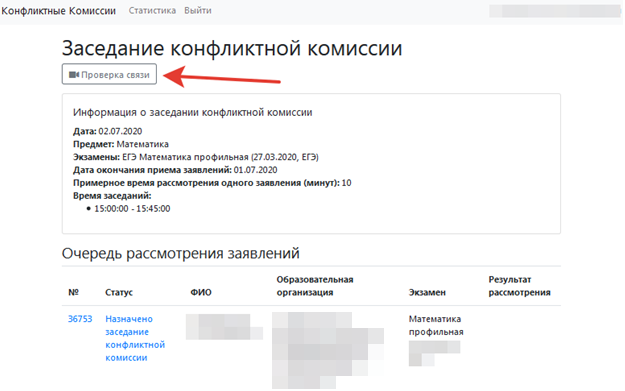 Конфликтные Комиссии Статистика Выйти
Заседание конфликтной комиссии
Проверка связи
Информация о заседании конфликтной комиссии
Дата: 02.07.2020
Предмет: Математика
Экзамены: ЕГЭ Математика профильная (27.03.2020, ЕГЭ)
Дата окончания приема заявлений: 01.07.2020
Примерное время рассмотрения одного заявления (минут): 10
Время заседаний:
• 15:00:00 - 15:45:00
Очередь рассмотрения заявлений
№ Статус ФИО Образовательная организация Экзамен Результат рассмотрения
36753 Назначено заседание конфликтной комиссии Математика профильная